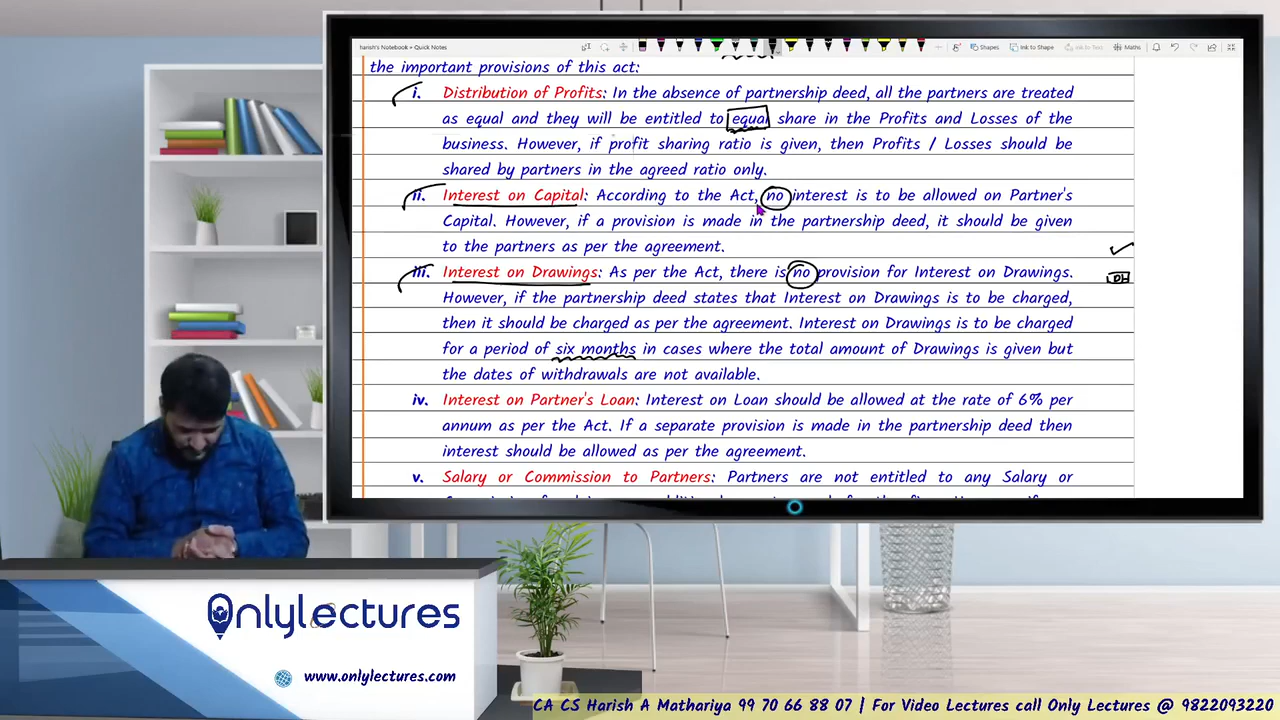 harish's Notebook » Quick Notes
Shapes Ink to Shape Ink to Text Maths
the important provisions of this act:
i. Distribution of Profits: In the absence of partnership deed, all the partners are treated
as equal and they will be entitled to equal share in the Profits and Losses of the
business. However, if profit sharing ratio is given, then Profits / Losses should be
shared by partners in the agreed ratio only.
ii. Interest on Capital: According to the Act, no interest is to be allowed on Partner's
Capital. However, if a provision is made in the partnership deed, it should be given
to the partners as per the agreement.
iii. Interest on Drawings: As per the Act, there is no provision for Interest on Drawings.
However, if the partnership deed states that Interest on Drawings is to be charged,
then it should be charged as per the agreement. Interest on Drawings is to be charged
for a period of six months in cases where the total amount of Drawings is given but
the dates of withdrawals are not available.
iv. Interest on Partner's Loan: Interest on Loan should be allowed at the rate of 6% per
annum as per the Act. If a separate provision is made in the partnership deed then
interest should be allowed as per the agreement.
v. Salary or Commission to Partners: Partners are not entitled to any Salary or
Onlylectures
www.onlylectures.com
CA CS Harish A Mathariya 99 70 66 88 07 | For Video Lectures call Only Lectures @ 9822093220